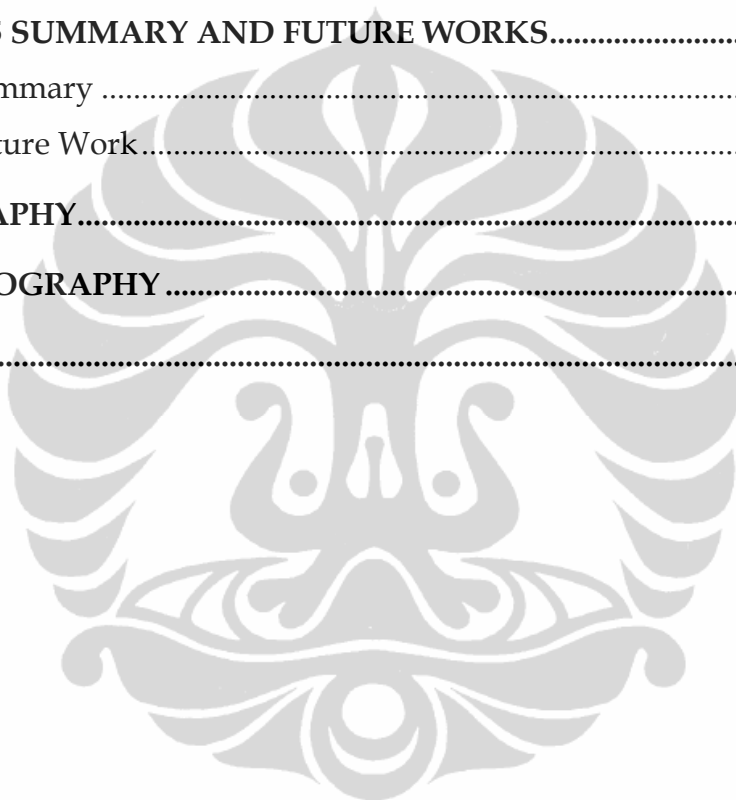 SUMMARY AND FUTURE WORKS........................
mmary ........................................................................
ture Work...................................................................
APHY...........................................................................
OGRAPHY.................................................................
..........................................................................................